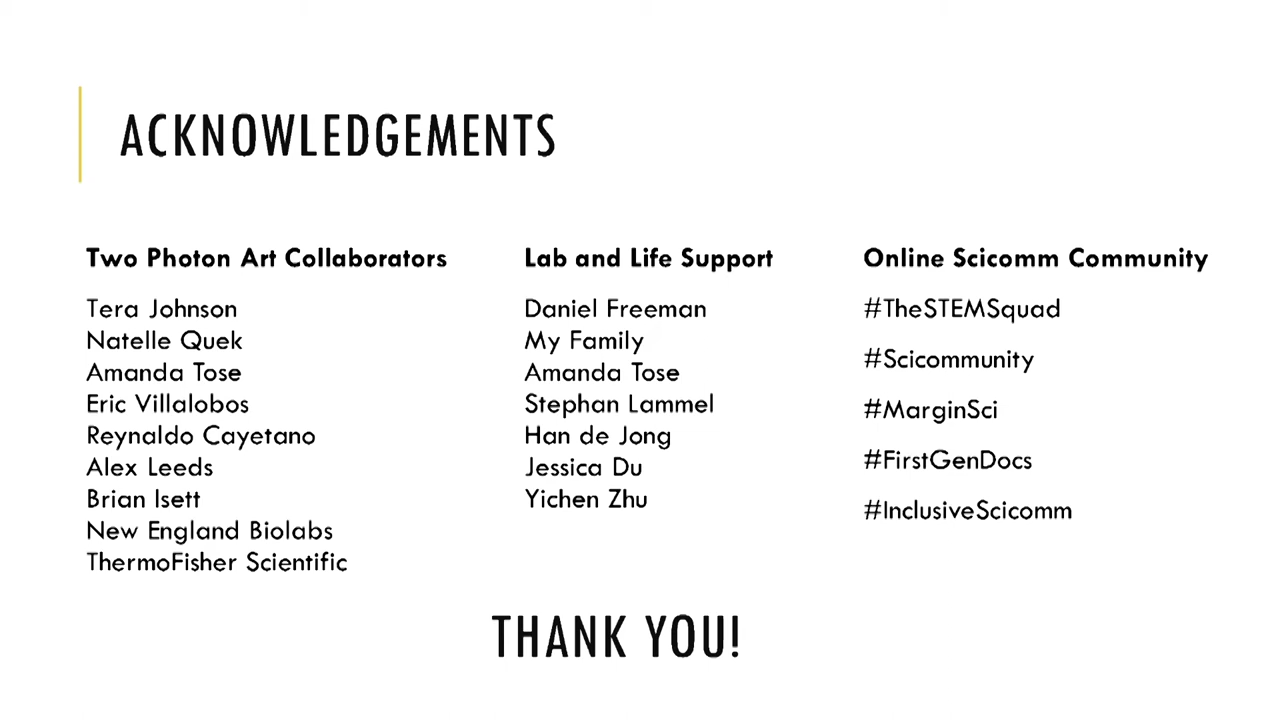 ACKNOWLEDGEMENTS
Two Photon Art Collaborators
Tera Johnson
Natelle Quek
Amanda Tose
Eric Villalobos
Reynaldo Cayetano
Alex Leeds
Brian Isett
New England Biolabs
ThermoFisher Scientific
Lab and Life Support
Daniel Freeman
My Family
Amanda Tose
Stephan Lammel
Han de Jong
Jessica Du
Yichen Zhu
Online Scicomm Community
#TheSTEMSquad
#Scicommunity
#MarginSci
#FirstGenDocs
#InclusiveScicomm
THANK YOU!